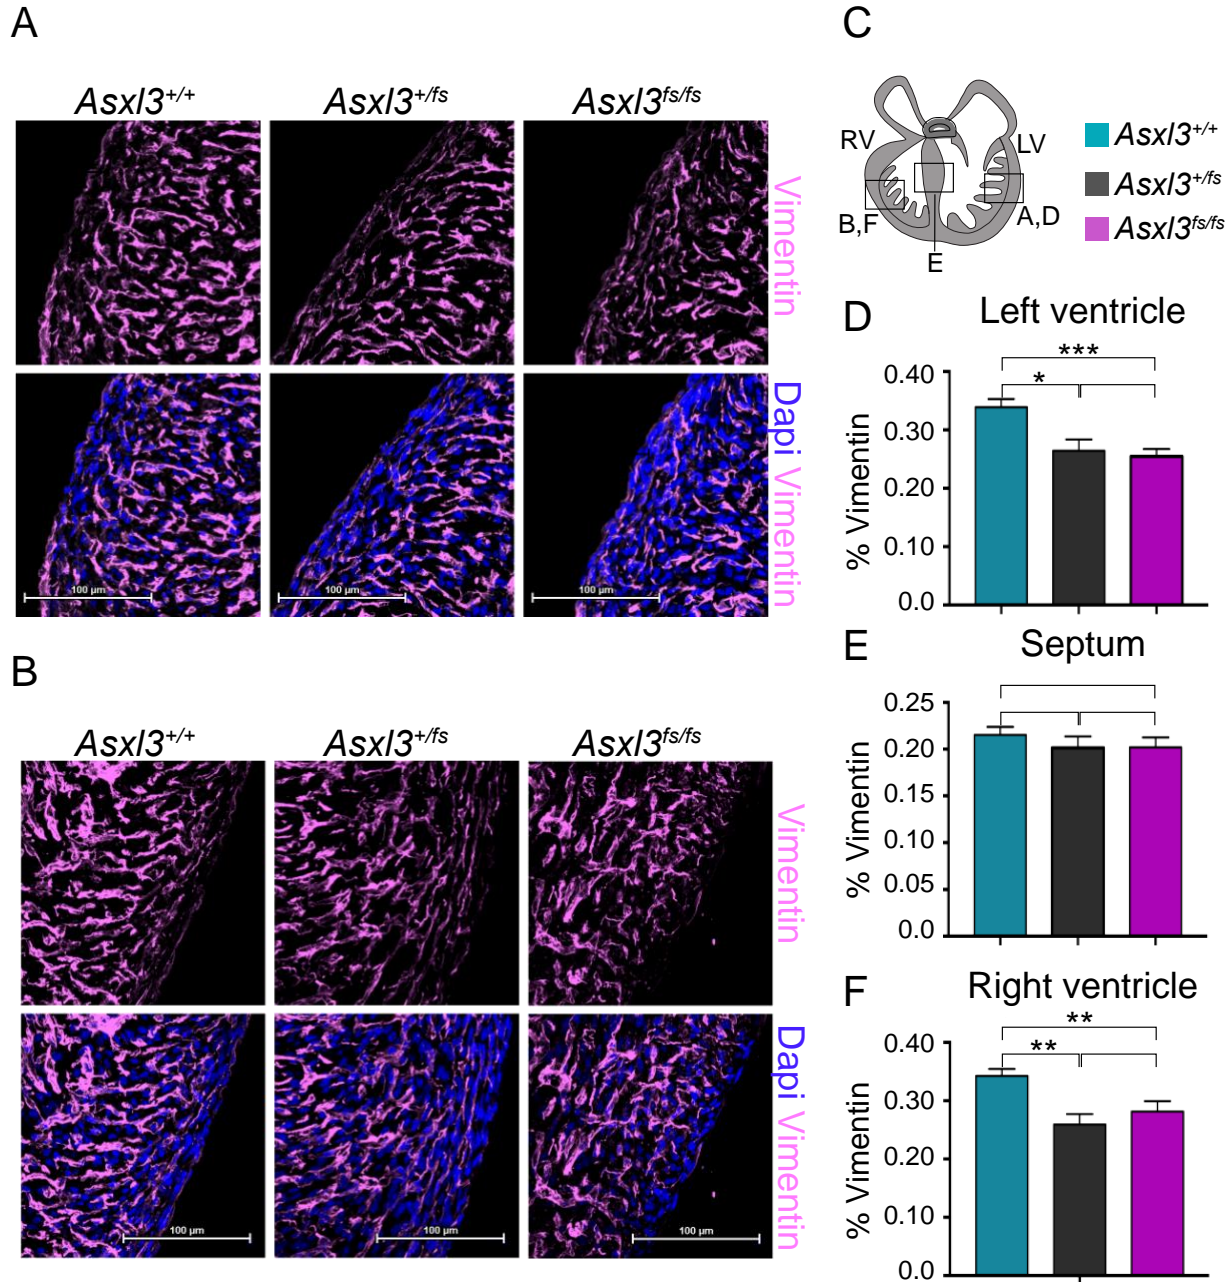 A
Asxl3+/+ Asxl3+/fs Asxl3fs/fs
Vimentin
Dapi Vimentin
100 µm 100 µm 100 µm
B
Asxl3+/+ Asxl3+/fs Asxl3fs/fs
Vimentin
Dapi Vimentin
100 µm 100 µm 100 µm
C
RV LV
B,F A,D
E
Asxl3+/+
Asxl3+/fs
Asxl3fs/fs
D Left ventricle
***
*
0.40
0.30
0.20
0.10
0.0
% Vimentin
E Septum
0.25
0.20
0.15
0.10
0.05
0.0
% Vimentin
F Right ventricle
**
**
0.40
0.30
0.20
0.10
0.0
% Vimentin